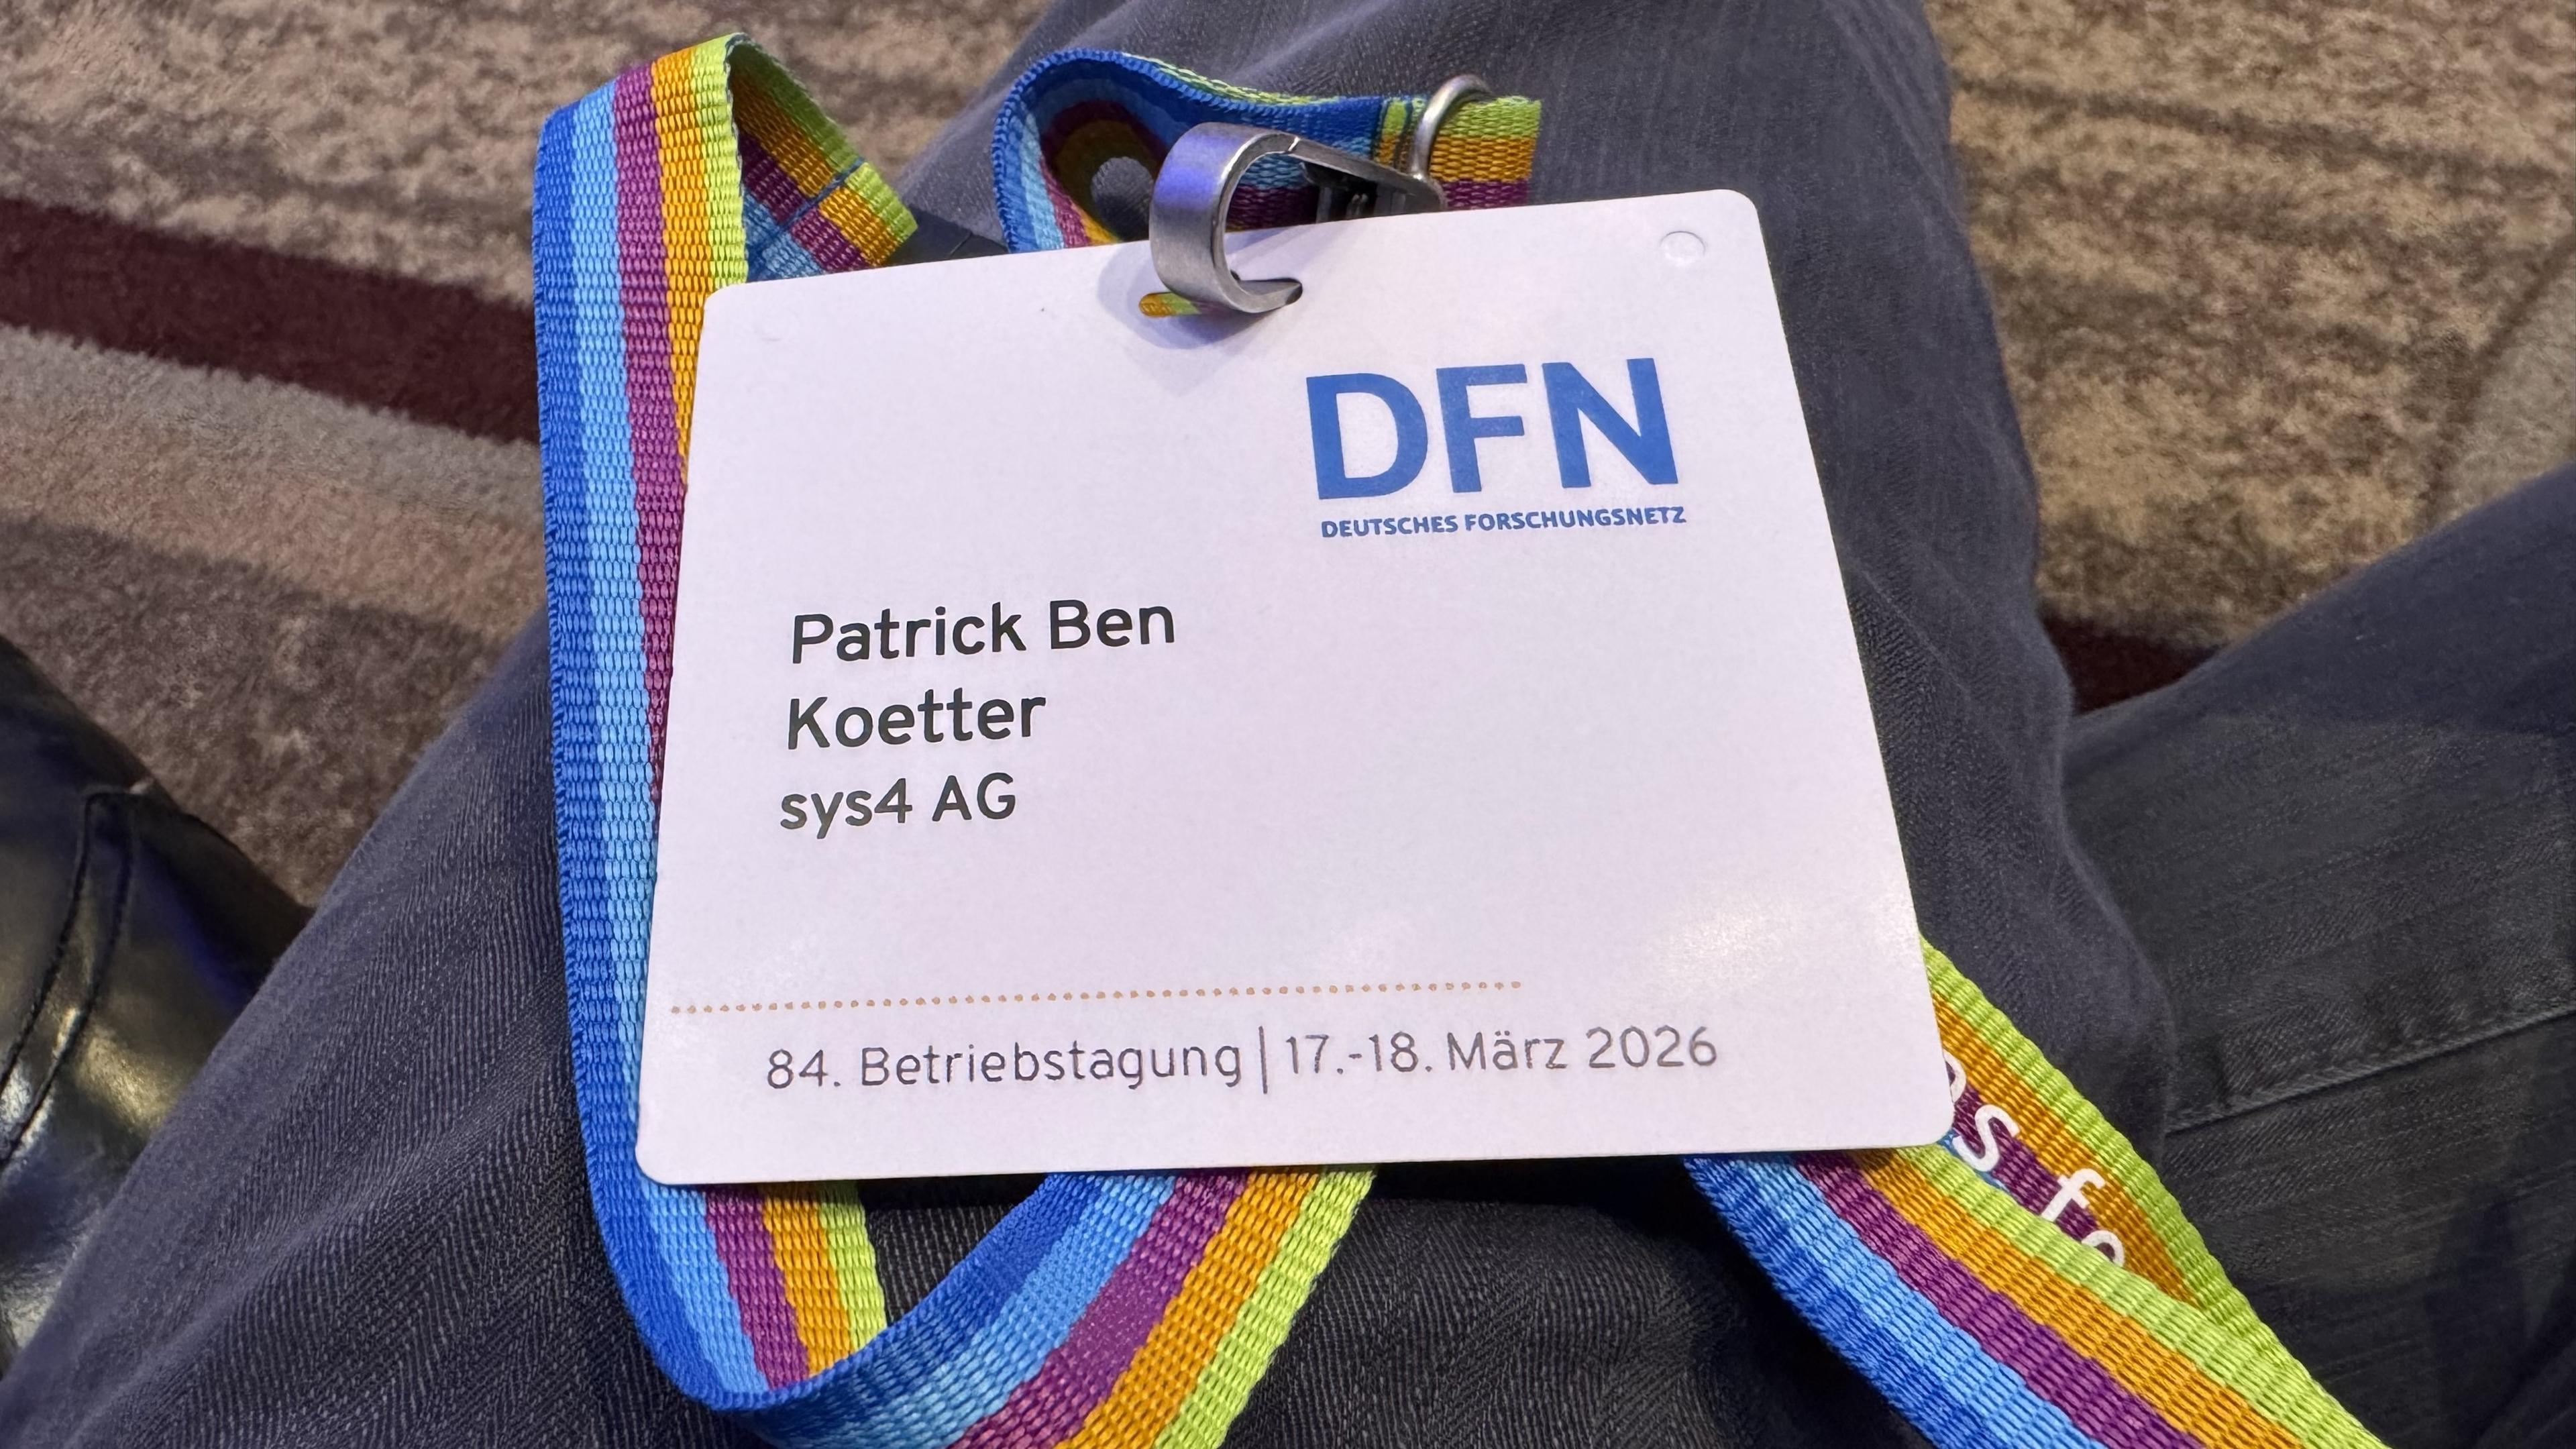 DFN
DEUTSCHES FORSCHUNGSNETZ
Patrick Ben
Koetter
sys4 AG
84. Betriebstagung | 17.-18. März 2026